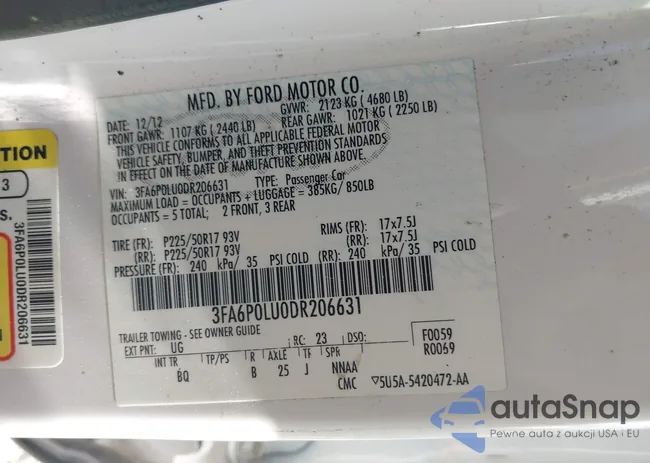 MFD. BY FORD MOTOR CO.
DATE: 12/12 GVWR: 2123 KG ( 4680 LB)
FRONT GAWR: 1107 KG ( 2440 LB) REAR GAWR: 1021 KG ( 2250 LB)
THIS VEHICLE CONFORMS TO ALL APPLICABLE FEDERAL MOTOR
VEHICLE SAFETY, BUMPER, AND THEFT PREVENTION STANDARDS
IN EFFECT ON THE DATE OF MANUFACTURE SHOWN ABOVE.
VIN: 3FA6P0LU0DR206631 TYPE: Passenger Car
MAXIMUM LOAD = OCCUPANTS + LUGGAGE = 385KG/ 850LB
OCCUPANTS = 5 TOTAL; 2 FRONT, 3 REAR
TIRE (FR): P225/50R17 93V RIMS (FR): 17x7.5J
(RR): P225/50R17 93V (RR): 17x7.5J
PRESSURE (FR): 240 kPa/ 35 PSI COLD (RR): 240 kPa/ 35 PSI COLD
3FA6P0LU0DR206631
TRAILER TOWING - SEE OWNER GUIDE
EXT PNT: UG RC: 23 DSO: F0059
R0069
INT TR TP/PS R AXLE TR SPR
BQ B 25 J NNAA
CMC ▽5U5A-5420472-AA
TION
3
S.
3FA6P0LU0DR206631
autaSnap
Pewne auta z aukcji USA i EU